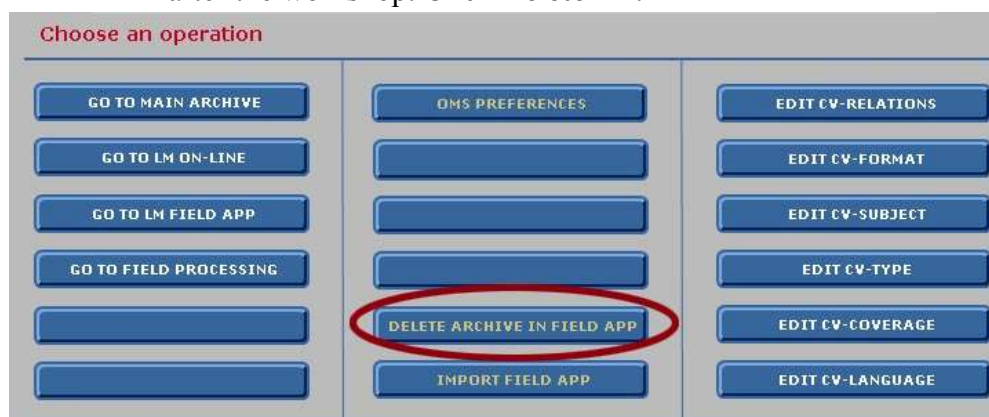 Choose an operation
GO TO MAIN ARCHIVE
GO TO LM ON-LINE
GO TO LM FIELD APP
GO TO FIELD PROCESSING
OMS PREFERENCES
DELETE ARCHIVE IN FIELD APP
IMPORT FIELD APP
EDIT CV-RELATIONS
EDIT CV-FORMAT
EDIT CV-SUBJECT
EDIT CV-TYPE
EDIT CV-COVERAGE
EDIT CV-LANGUAGE